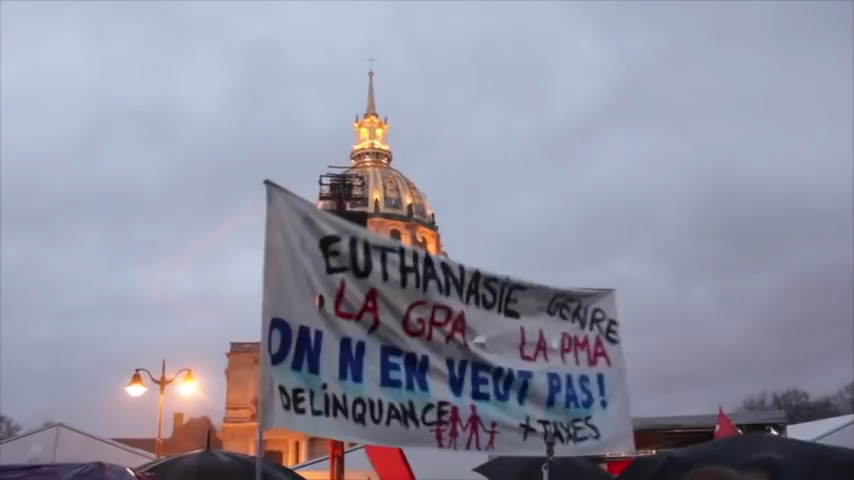 EUTHANASIE GENRE
LA GPA LA PMA
ON N EN VEUT PAS!
DELINQUANCE + TAXES